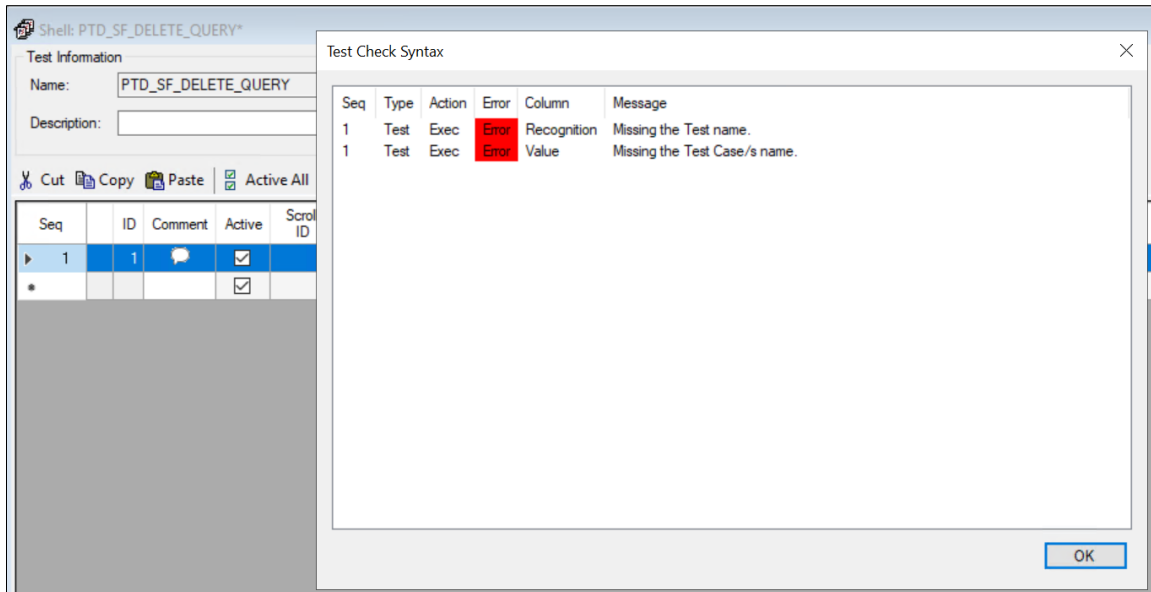 Shell: PTD_SF_DELETE_QUERY*
Test Information
Name: PTD_SF_DELETE_QUERY
Description:
Cut Copy Paste Active All
Seq ID Comment Active Scrol
ID
1 1
Test Check Syntax
Seq Type Action Error Column Message
1 Test Exec Error Recognition Missing the Test name.
1 Test Exec Error Value Missing the Test Case/s name.
OK